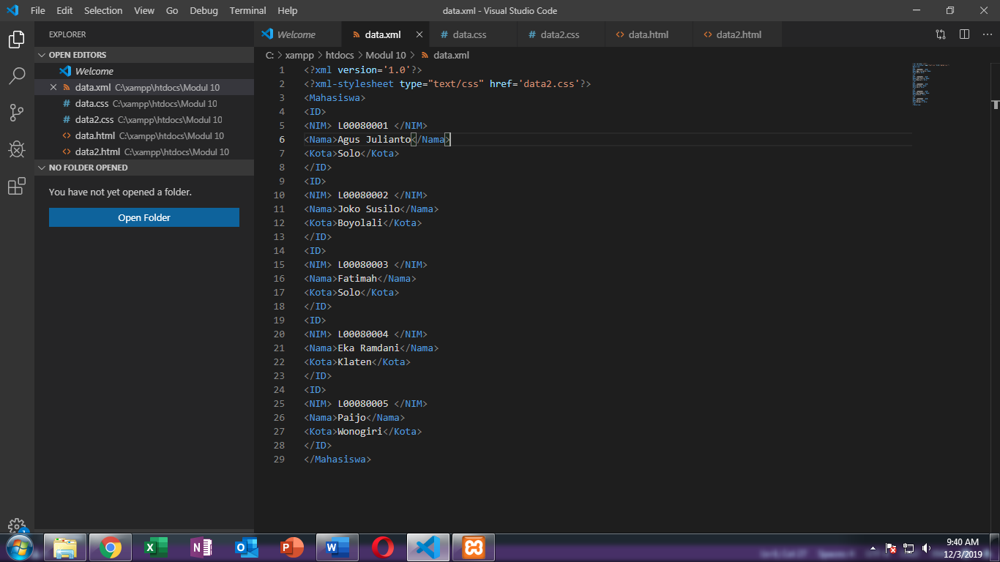 File Edit Selection Vampp View Go Debug Terminal Help
data.xml - Visual Studio Code
EXPLORER
OPEN EDITORS
Welcome
data.xml C:\xampp\htdocs\Modul 10
data.css C:\xampp\htdocs\Modul 10
data2.css C:\xampp\htdocs\Modul 10
data.html C:\xampp\htdocs\Modul 10
data2.html C:\xampp\htdocs\Modul 10
NO FOLDER OPENED
You have not yet opened a folder.
Open Folder
Welcome data.xml data.css data2.css data.html data2.html
C: > xampp > htdocs > Modul 10 > data.xml
1 <?xml version='1.0'?>
2 <?xml-stylesheet type="text/css" href='data2.css'?>
3 <Mahasiswa>
4 <ID>
5 <NIM> L00080001 </NIM>
6 <Nama>Agus Julianto</Nama>
7 <Kota>Solo</Kota>
8 </ID>
9 <ID>
10 <NIM> L00080002 </NIM>
11 <Nama>Joko Susilo</Nama>
12 <Kota>Boyolali</Kota>
13 </ID>
14 <ID>
15 <NIM> L00080003 </NIM>
16 <Nama>Fatimah</Nama>
17 <Kota>Solo</Kota>
18 </ID>
19 <ID>
20 <NIM> L00080004 </NIM>
21 <Nama>Eka Ramdani</Nama>
22 <Kota>Klaten</Kota>
23 </ID>
24 <ID>
25 <NIM> L00080005 </NIM>
26 <Nama>Paijo</Nama>
27 <Kota>Wonogiri</Kota>
28 </ID>
29 </Mahasiswa>
9:40 AM
12/3/2019